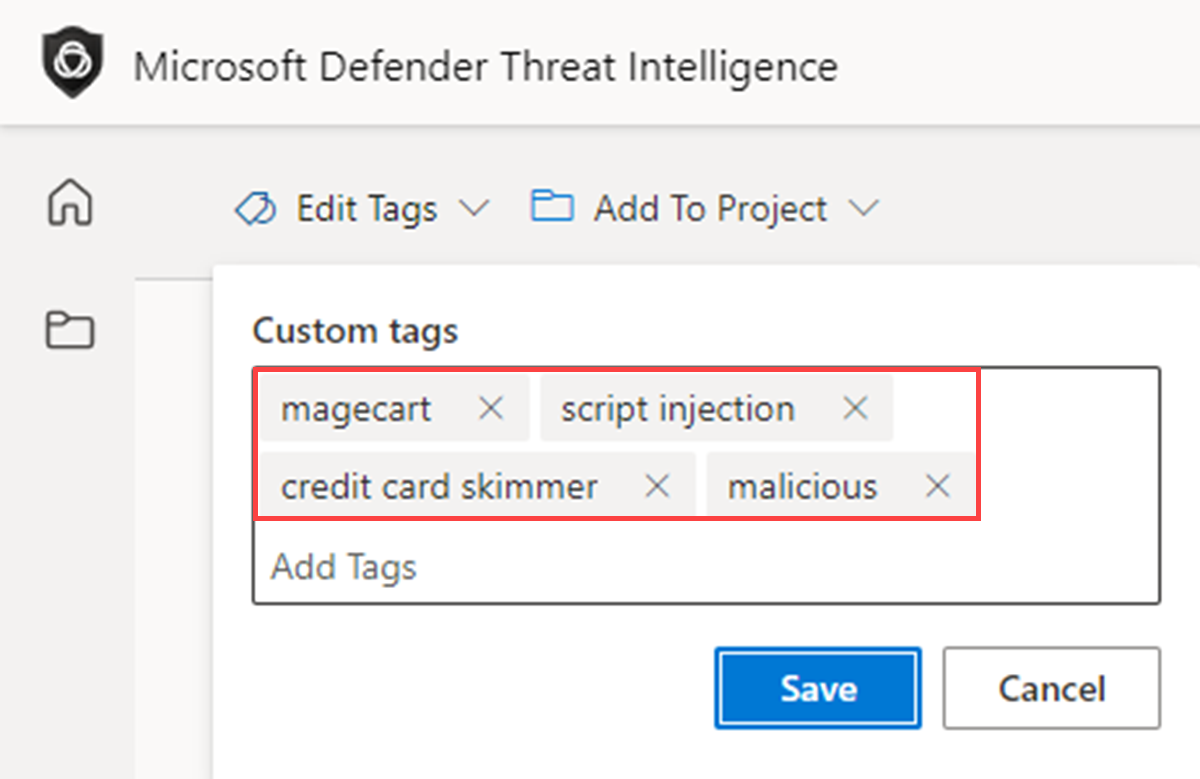 Microsoft Defender Threat Intelligence
Edit Tags Add To Project
Custom tags
magecart script injection
credit card skimmer malicious
Add Tags
Save Cancel